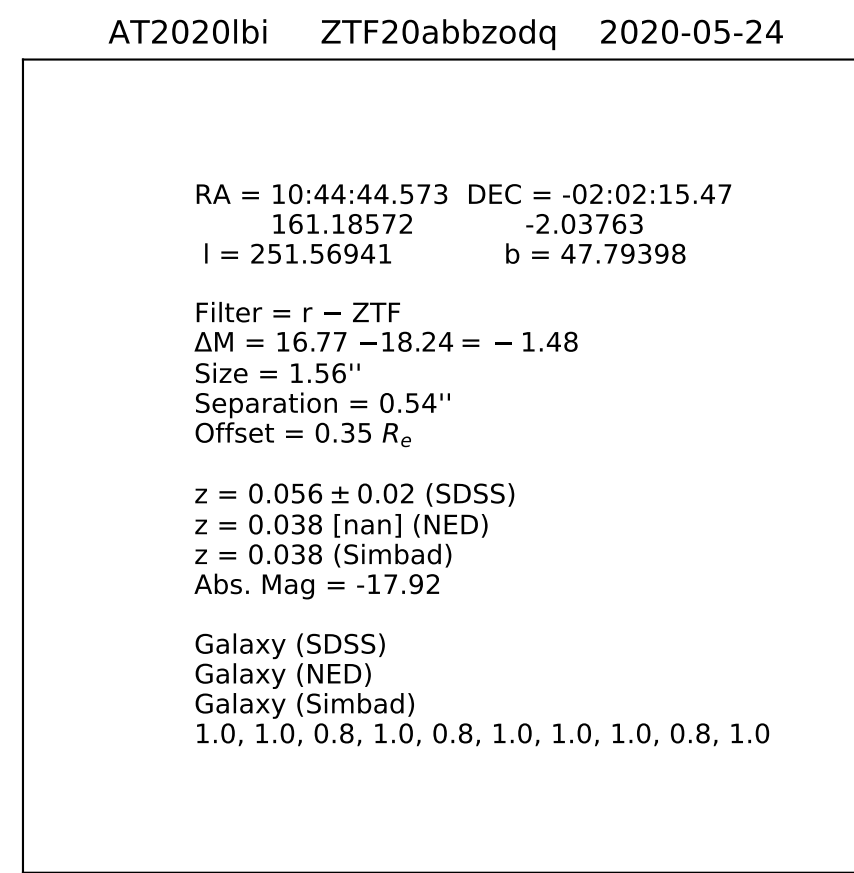 AT2020lbi ZTF20abbzodq 2020-05-24
RA = 10:44:44.573 DEC = -02:02:15.47
161.18572 -2.03763
l = 251.56941 b = 47.79398
Filter = r − ZTF
ΔM = 16.77 −18.24 = − 1.48
Size = 1.56''
Separation = 0.54''
Offset = 0.35 Rₑ
z = 0.056 ± 0.02 (SDSS)
z = 0.038 [nan] (NED)
z = 0.038 (Simbad)
Abs. Mag = -17.92
Galaxy (SDSS)
Galaxy (NED)
Galaxy (Simbad)
1.0, 1.0, 0.8, 1.0, 0.8, 1.0, 1.0, 1.0, 0.8, 1.0